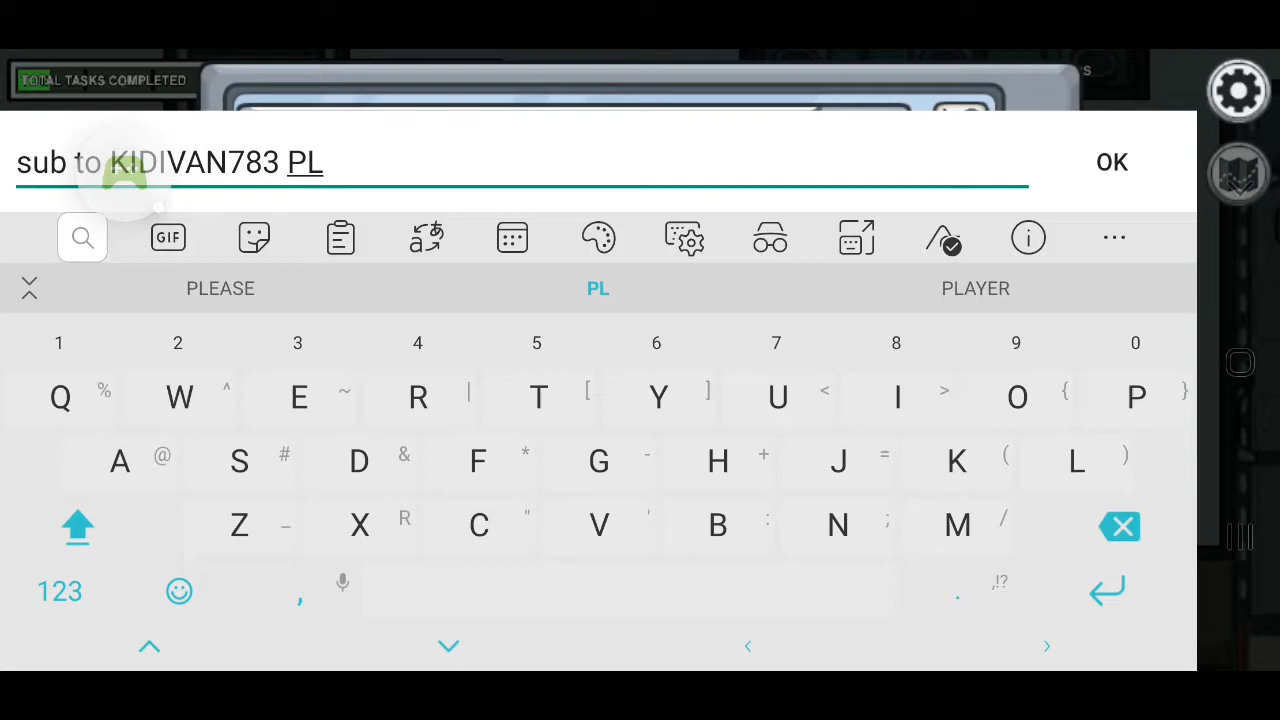 TOTAL TASKS COMPLETED
S
sub to KIDIVAN783 PL
OK
GIF
PLEASE PL PLAYER
1 2 3 4 5 6 7 8 9 0
Q % W ^ E ~ R | T [ Y ] U < I > O { P }
A @ S # D & F * G - H + J = K ( L )
Z _ X R C " V ' B : N ; M /
123 , . ,!?